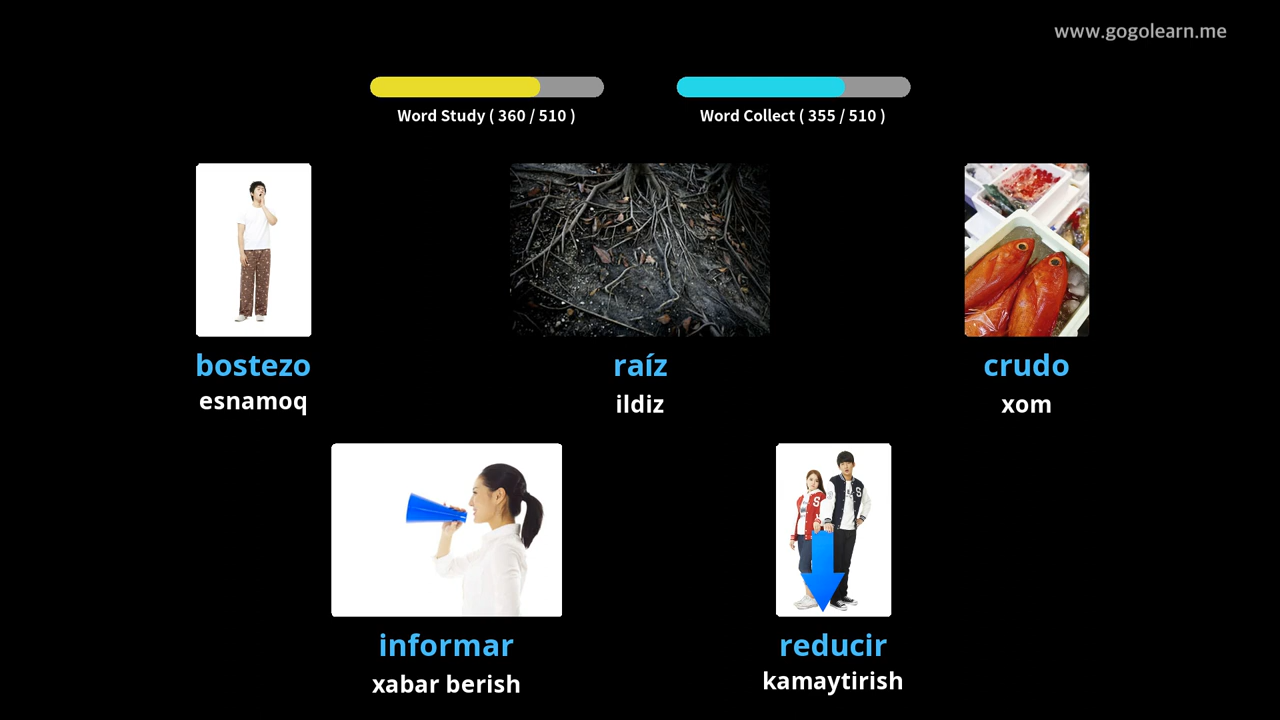 www.gogolearn.me
Word Study ( 360 / 510 )
Word Collect ( 355 / 510 )
bostezo
esnamoq
raíz
ildiz
crudo
xom
informar
xabar berish
reducir
kamaytirish